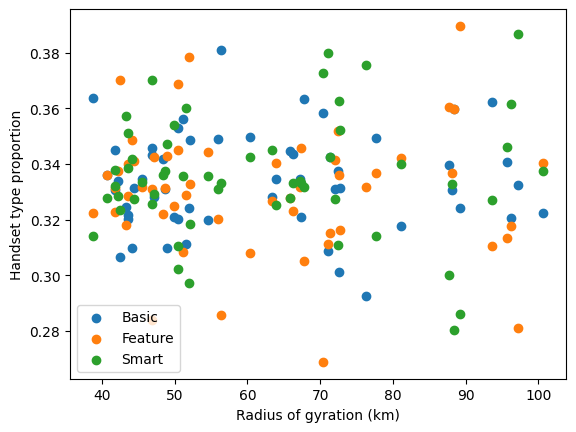 0.38
0.36
0.34
0.32
0.30
0.28
Handset type proportion
Basic
Feature
Smart
40 50 60 70 80 90 100
Radius of gyration (km)